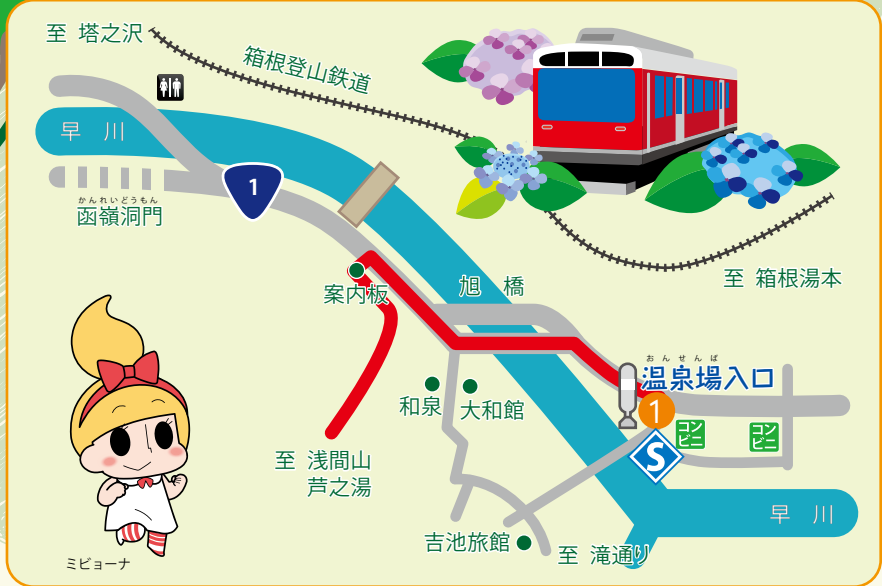 至 塔之沢
箱根登山鉄道
早 川
1
かんれいどうもん
函嶺洞門
至 箱根湯本
案内板
旭 橋
おんせんば
温泉場入口
1
和泉
大和館
コンビニ
コンビニ
S
至 浅間山
芦之湯
早 川
吉池旅館
至 滝通り
ミビョーナ